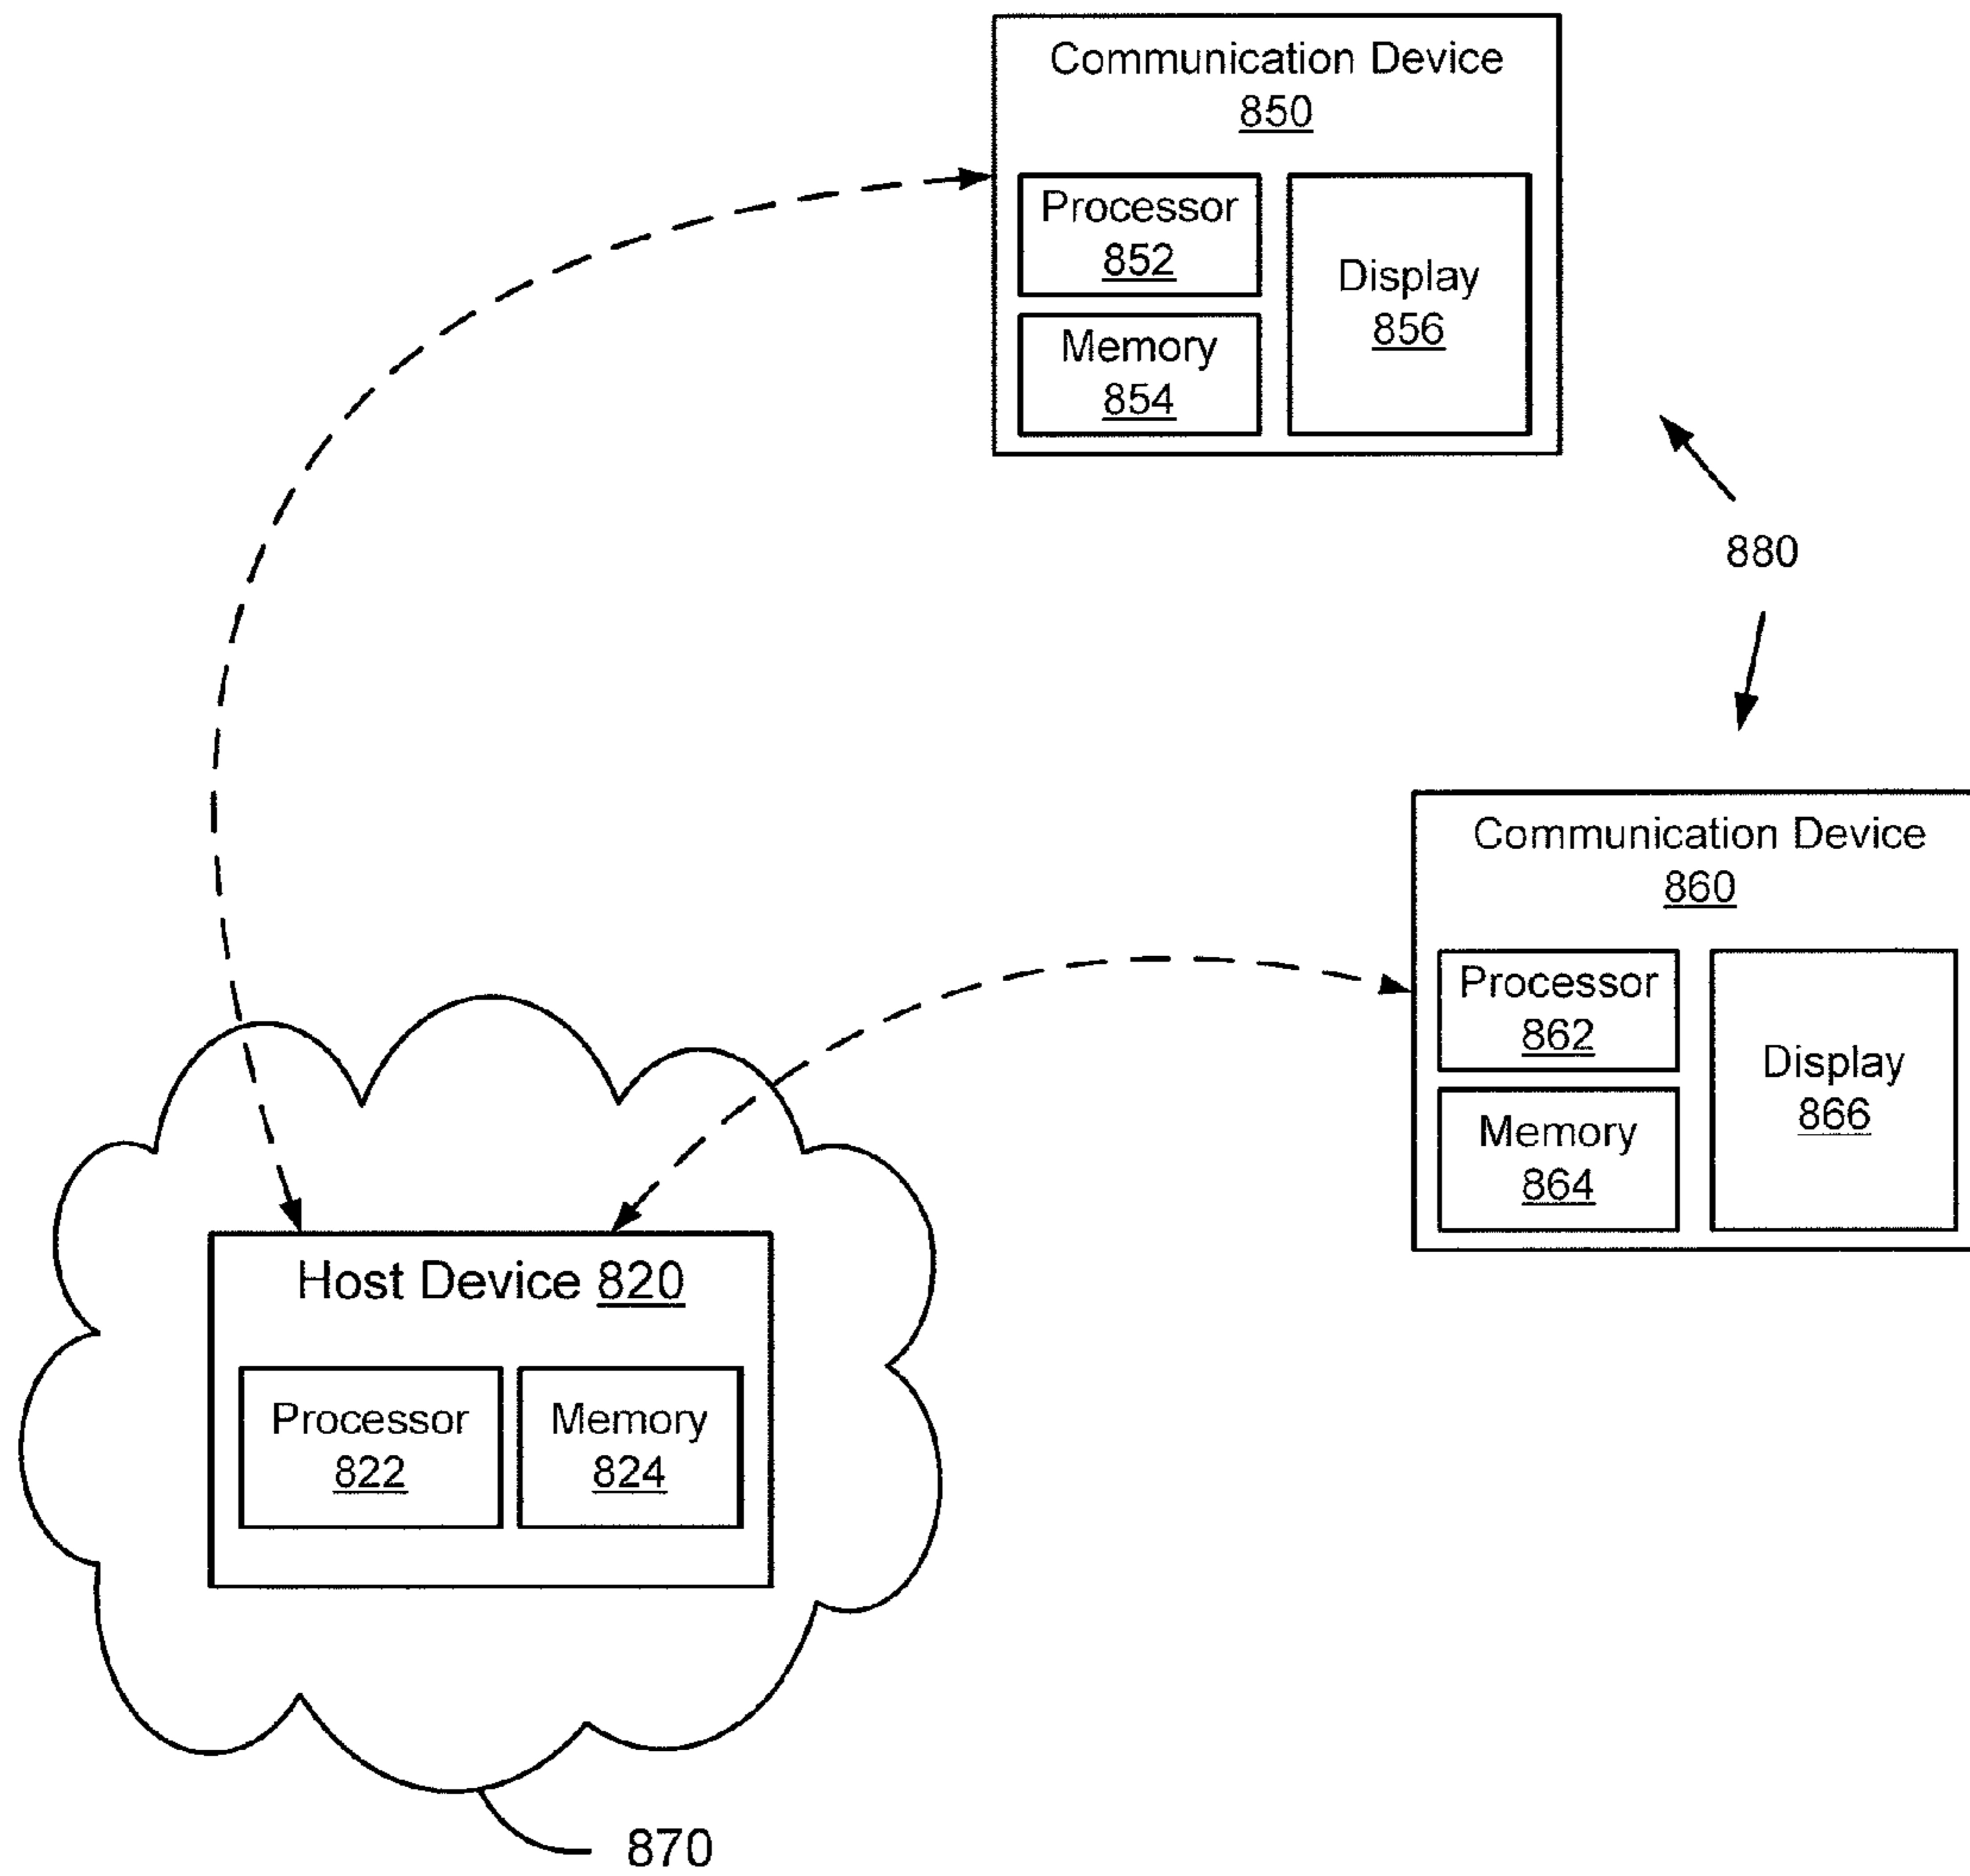 Communication Device
850
Processor
852
Memory
854
Display
856
880
Communication Device
860
Processor
862
Memory
864
Display
866
Host Device 820
Processor
822
Memory
824
870